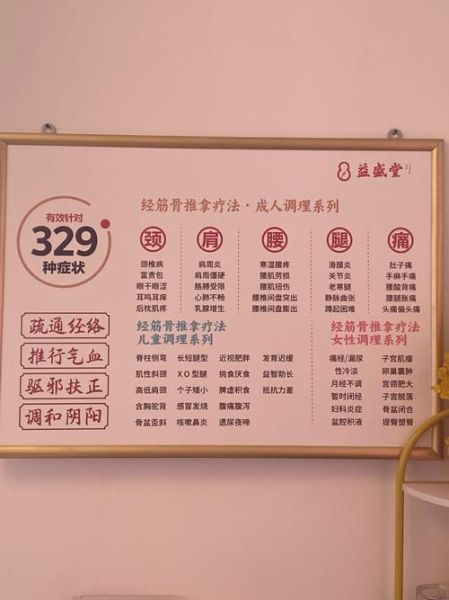 益盛堂
有效针对
329
种症状
疏通经络
推行气血
驱邪扶正
调和阴阳
经筋骨推拿疗法·成人调理系列
颈 肩 腰 腿 痛
颈椎病 肩周炎 寒湿腰疼 滑膜炎 肚子痛
富贵包 肩周僵硬 腰肌劳损 关节炎 手麻手痛
眼干眼涩 胳膊受限 腰肌扭伤 老寒腿 腰酸背痛
耳鸣耳痒 心肺不畅 腰椎间盘突出 静脉曲张 腰腿胀痛
后枕肌疼 乳腺增生 腰椎间盘膨出 蹲起困难 头痛偏头痛
经筋骨推拿疗法
儿童调理系列
脊柱侧弯 长短腿型 近视肥胖 发育迟缓
肌性斜颈 XO型腿 挑食厌食 益智助长
高低肩颈 个子矮小 脾虚积食 抵抗力差
含胸驼背 感冒发烧 腹痛腹泻
骨盆歪斜 咳嗽鼻炎 遗尿夜啼
经筋骨推拿疗法
女性调理系列
痛经/漏尿 子宫肌瘤
性冷淡 卵巢囊肿
月经不调 宫颈肥大
暂时闭经 子宫脱落
妇科炎症 骨盆闭合
盆腔积液 提臀塑臀